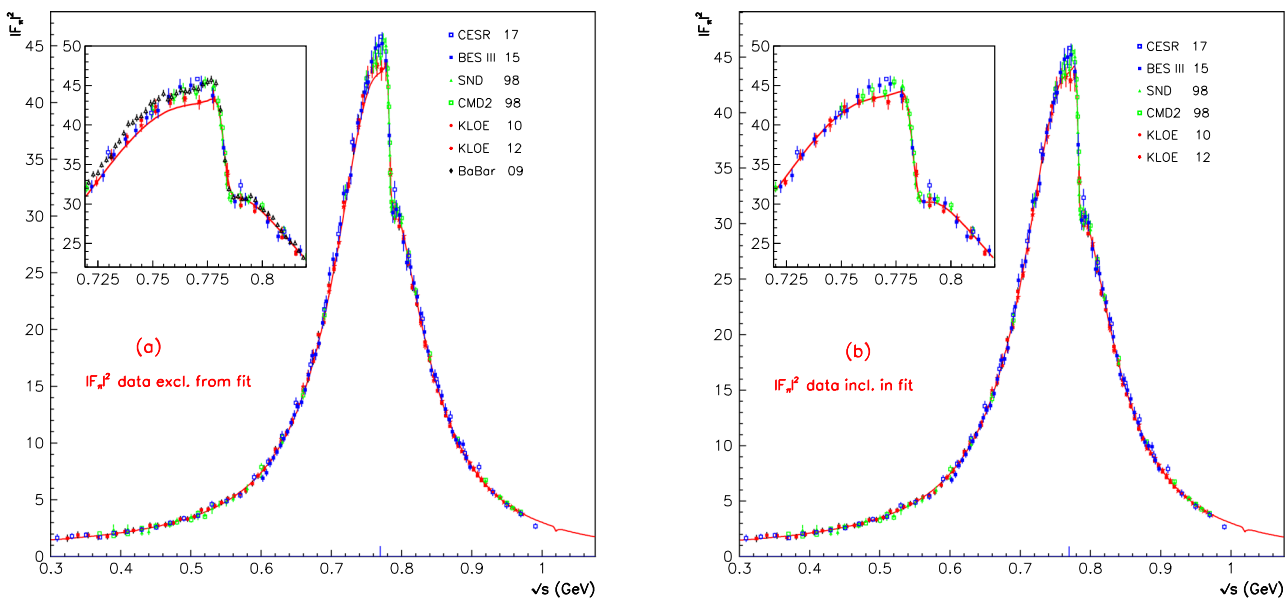 |Fπ|²
45
40
35
30
25
20
15
10
5
0
0.3 0.4 0.5 0.6 0.7 0.8 0.9 1
√s (GeV)
50
45
40
35
30
25
0.725 0.75 0.775 0.8
CESR 17
BES III 15
SND 98
CMD2 98
KLOE 10
KLOE 12
BaBar 09
(a)
|Fπ|² data excl. from fit
|Fπ|²
45
40
35
30
25
20
15
10
5
0
0.3 0.4 0.5 0.6 0.7 0.8 0.9 1
√s (GeV)
50
45
40
35
30
25
0.725 0.75 0.775 0.8
CESR 17
BES III 15
SND 98
CMD2 98
KLOE 10
KLOE 12
(b)
|Fπ|² data incl. in fit